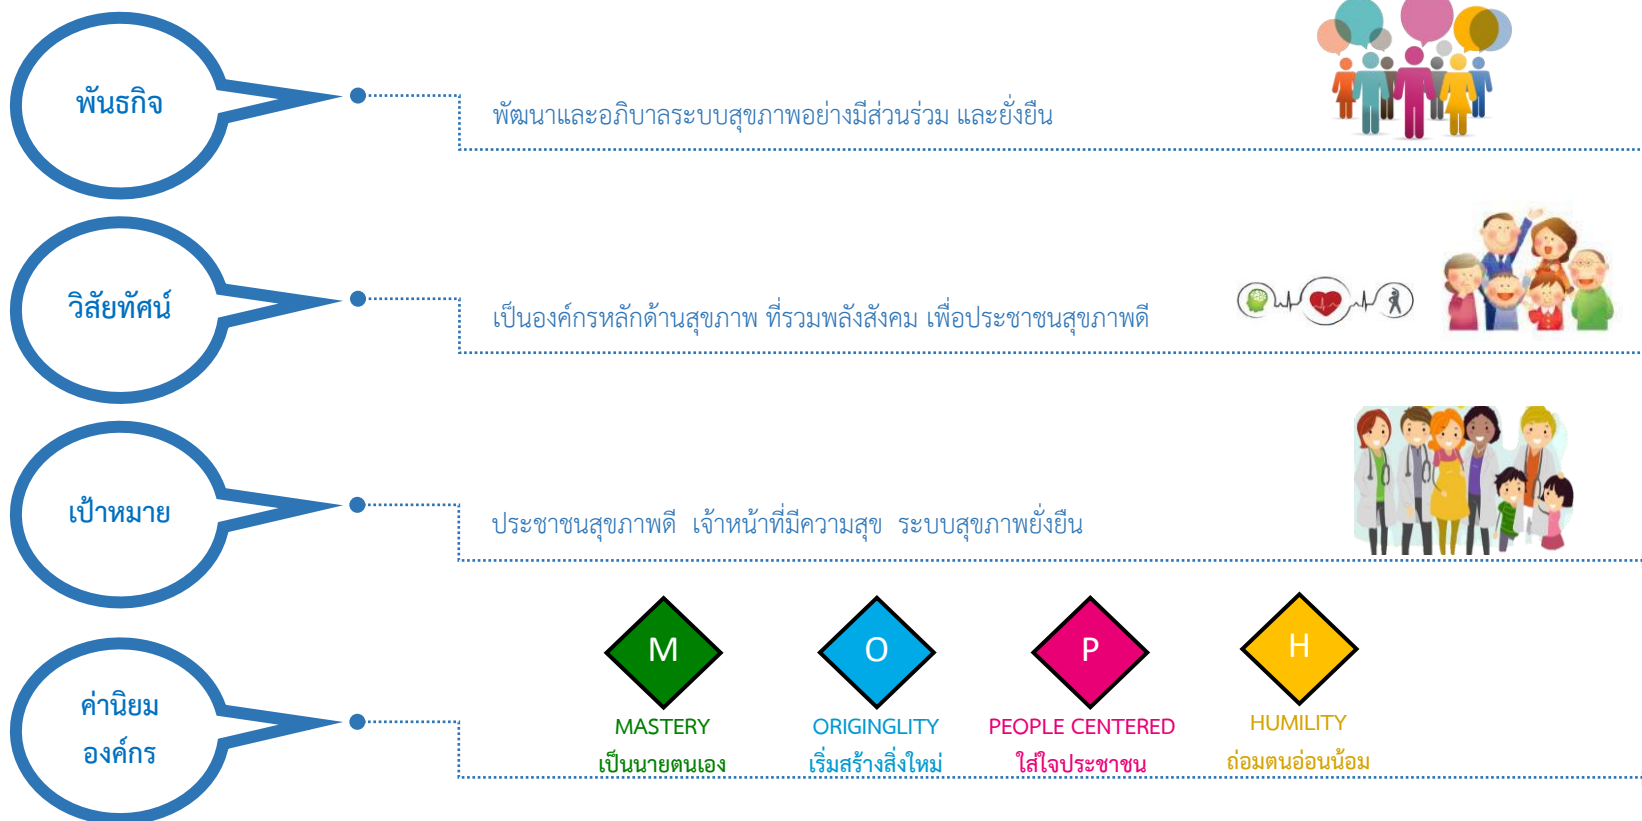 พันธกิจ
พัฒนาและอภิบาลระบบสุขภาพอย่างมีส่วนร่วม และยั่งยืน
วิสัยทัศน์
เป็นองค์กรหลักด้านสุขภาพ ที่รวมพลังสังคม เพื่อประชาชนสุขภาพดี
เป้าหมาย
ประชาชนสุขภาพดี เจ้าหน้าที่มีความสุข ระบบสุขภาพยั่งยืน
ค่านิยม
องค์กร
M O P H
MASTERY ORIGINGLITY PEOPLE CENTERED HUMILITY
เป็นนายตนเอง เริ่มสร้างสิ่งใหม่ ใส่ใจประชาชน ถ่อมตนอ่อนน้อม